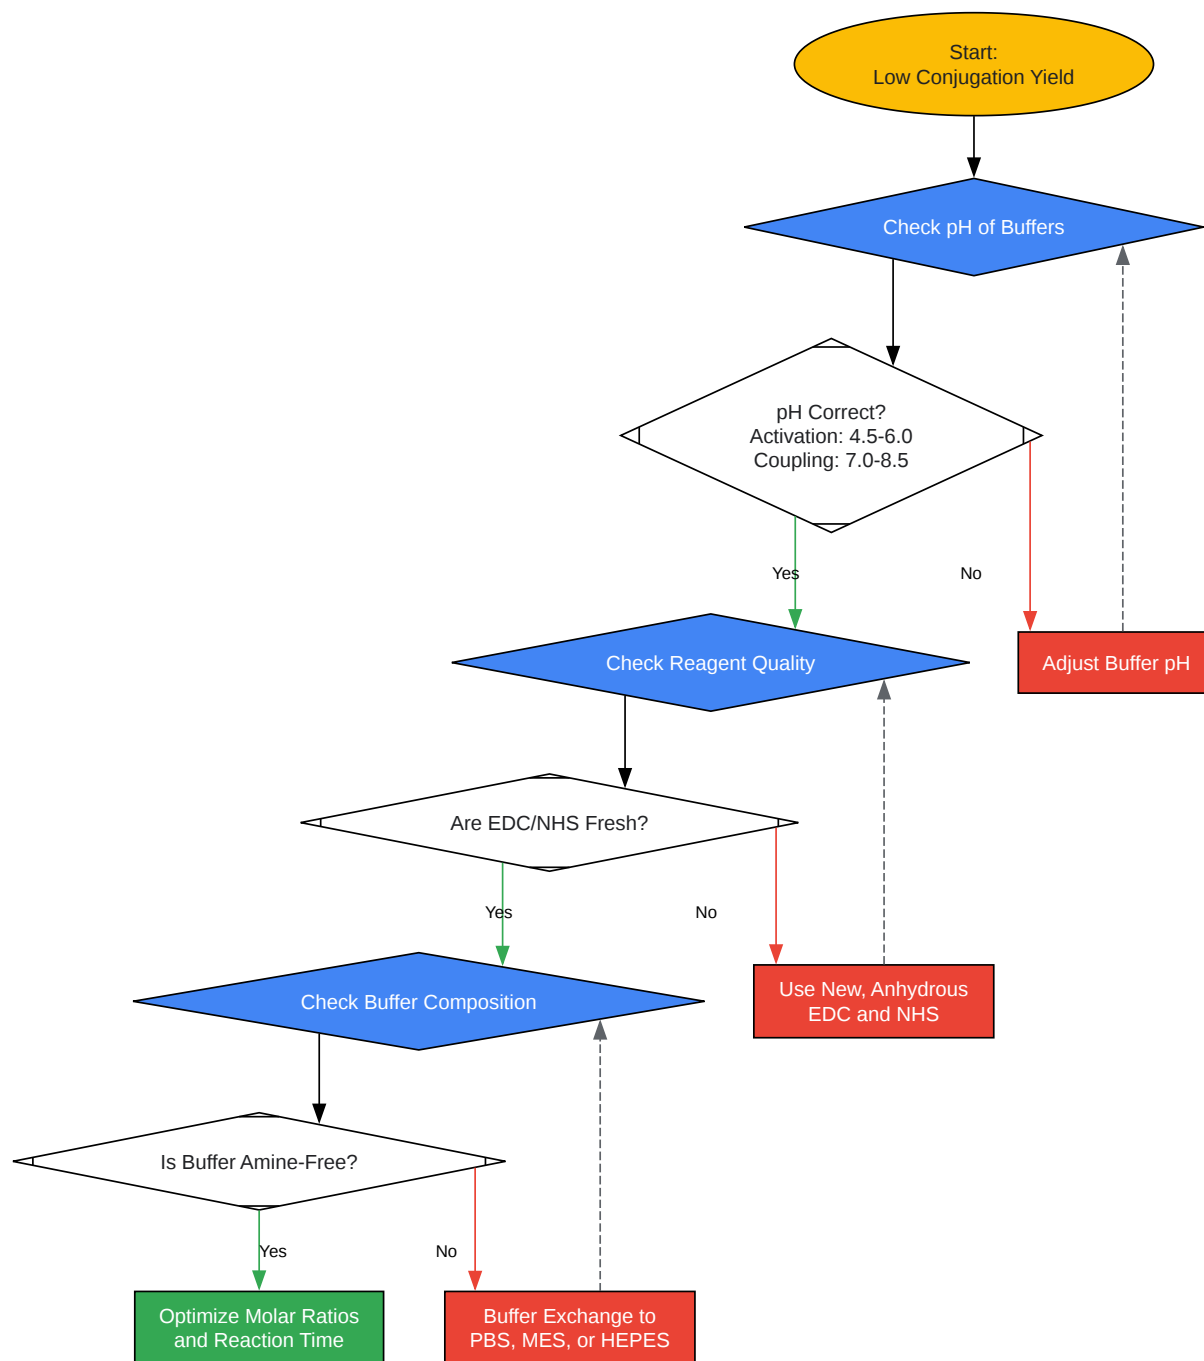 Start:
Low Conjugation Yield
Check pH of Buffers
pH Correct?
Activation: 4.5-6.0
Coupling: 7.0-8.5
Yes
No
Check Reagent Quality
Adjust Buffer pH
Are EDC/NHS Fresh?
Yes
No
Check Buffer Composition
Use New, Anhydrous
EDC and NHS
Is Buffer Amine-Free?
Yes
No
Optimize Molar Ratios
and Reaction Time
Buffer Exchange to
PBS, MES, or HEPES